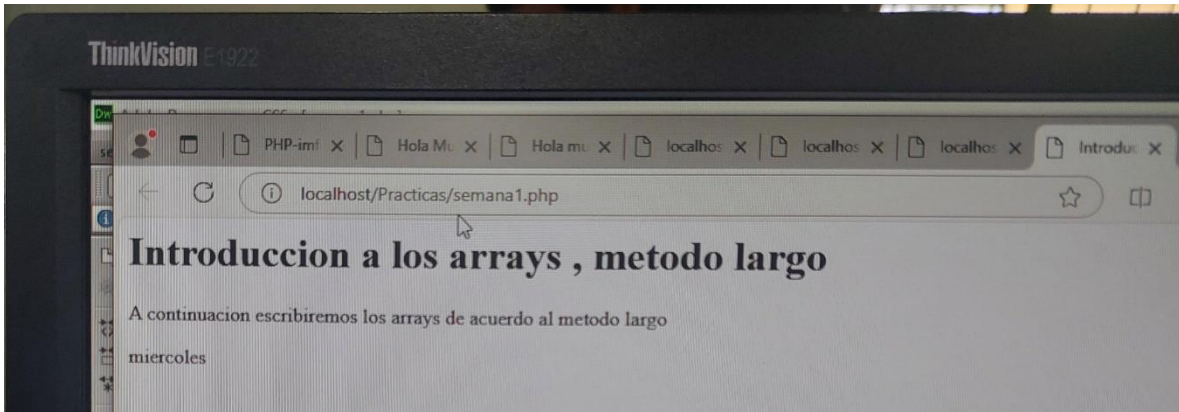 ThinkVision E1922
Dw
PHP-imf
Hola Mu
Hola mu
localhos
localhos
localhos
Introduc
localhost/Practicas/semana1.php
Introduccion a los arrays , metodo largo
A continuacion escribiremos los arrays de acuerdo al metodo largo
miercoles